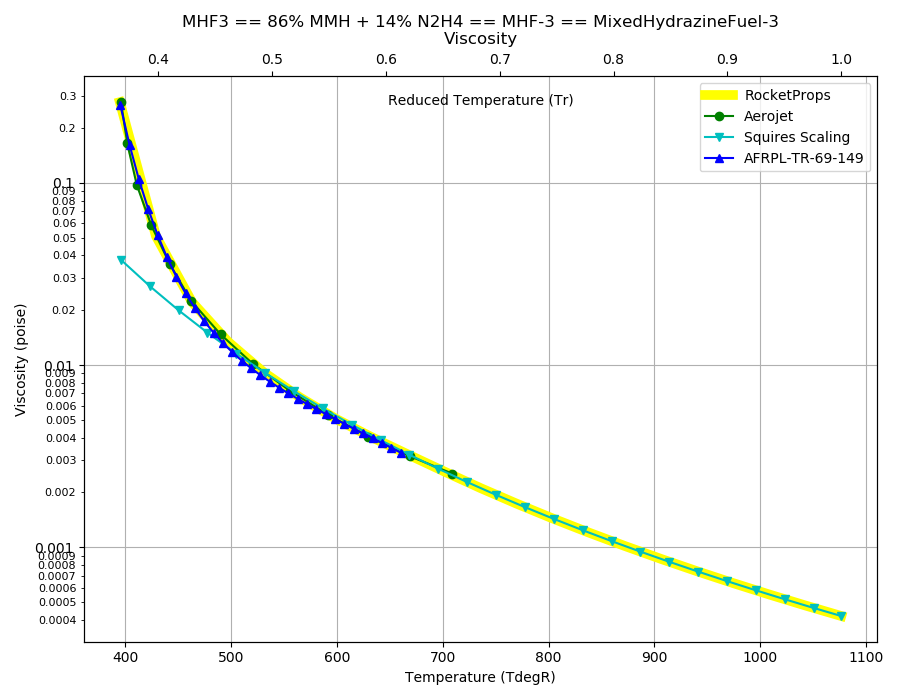 MHF3 == 86% MMH + 14% N2H4 == MHF-3 == MixedHydrazineFuel-3
Viscosity
0.4 0.5 0.6 0.7 0.8 0.9 1.0
Reduced Temperature (Tr)
RocketProps
Aerojet
Squires Scaling
AFRPL-TR-69-149
Viscosity (poise)
0.3
0.2
0.1
0.09
0.08
0.07
0.06
0.05
0.04
0.03
0.02
0.01
0.009
0.008
0.007
0.006
0.005
0.004
0.003
0.002
0.001
0.0009
0.0008
0.0007
0.0006
0.0005
0.0004
400 500 600 700 800 900 1000 1100
Temperature (TdegR)